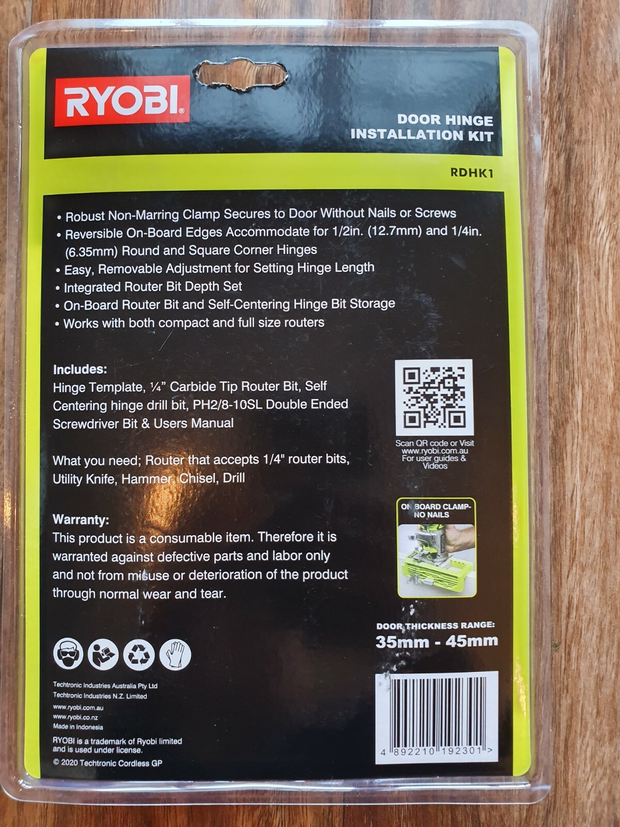 RYOBI®
DOOR HINGE
INSTALLATION KIT
RDHK1
• Robust Non-Marring Clamp Secures to Door Without Nails or Screws
• Reversible On-Board Edges Accommodate for 1/2in. (12.7mm) and 1/4in.
(6.35mm) Round and Square Corner Hinges
• Easy, Removable Adjustment for Setting Hinge Length
• Integrated Router Bit Depth Set
• On-Board Router Bit and Self-Centering Hinge Bit Storage
• Works with both compact and full size routers
Includes:
Hinge Template, ¼” Carbide Tip Router Bit, Self
Centering hinge drill bit, PH2/8-10SL Double Ended
Screwdriver Bit & Users Manual
What you need; Router that accepts 1/4" router bits,
Utility Knife, Hammer, Chisel, Drill
Warranty:
This product is a consumable item. Therefore it is
warranted against defective parts and labor only
and not from misuse or deterioration of the product
through normal wear and tear.
Scan QR code or Visit
www.ryobi.com.au
For user guides &
Videos
ON BOARD CLAMP-
NO NAILS
DOOR THICKNESS RANGE:
35mm - 45mm
Techtronic Industries Australia Pty Ltd
Techtronic Industries N.Z. Limited
www.ryobi.com.au
www.ryobi.co.nz
Made in Indonesia
RYOBI is a trademark of Ryobi limited
and is used under license.
© 2020 Techtronic Cordless GP
4 892210 192301 >